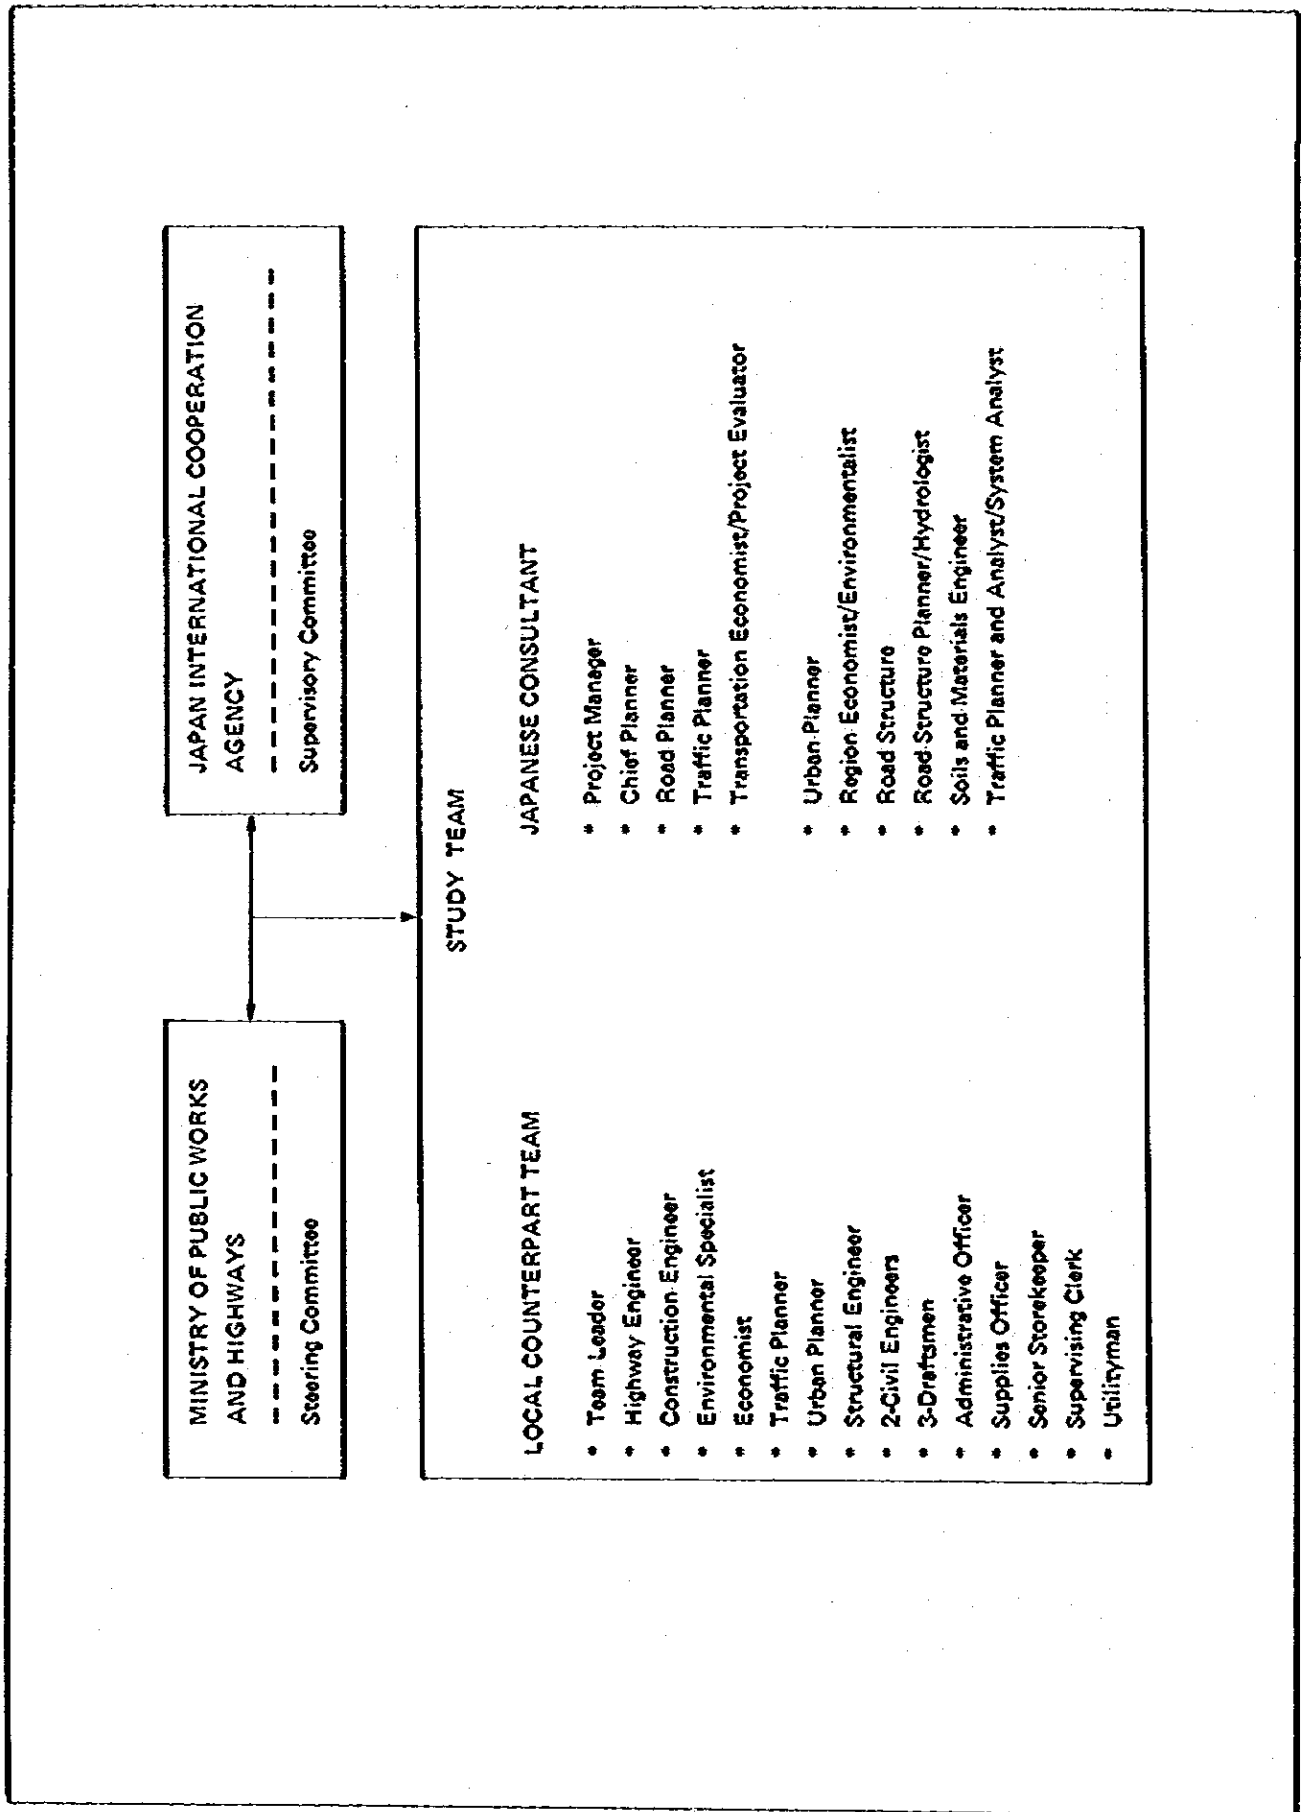 MINISTRY OF PUBLIC WORKS
AND HIGHWAYS
Steering Committee
JAPAN INTERNATIONAL COOPERATION
AGENCY
Supervisory Committee
STUDY TEAM
LOCAL COUNTERPART TEAM
* Team Leader
* Highway Engineer
* Construction Engineer
* Environmental Specialist
* Economist
* Traffic Planner
* Urban Planner
* Structural Engineer
* 2-Civil Engineers
* 3-Draftsmen
* Administrative Officer
* Supplies Officer
* Senior Storekeeper
* Supervising Clerk
* Utilityman
JAPANESE CONSULTANT
* Project Manager
* Chief Planner
* Road Planner
* Traffic Planner
* Transportation Economist/Project Evaluator
* Urban Planner
* Region Economist/Environmentalist
* Road Structure
* Road Structure Planner/Hydrologist
* Soils and Materials Engineer
* Traffic Planner and Analyst/System Analyst